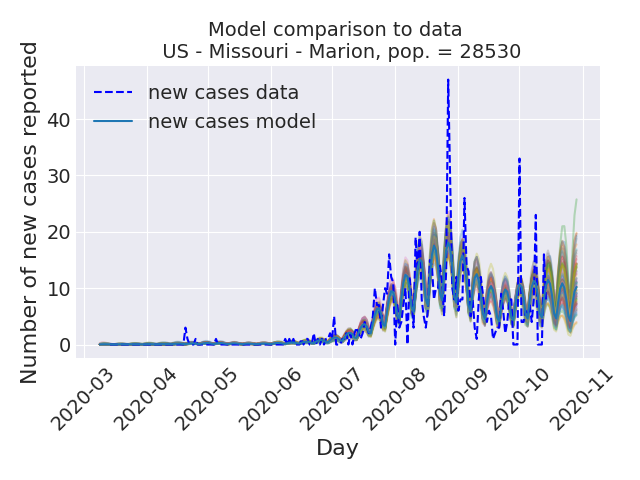 Model comparison to data
US - Missouri - Marion, pop. = 28530
new cases data
new cases model
Number of new cases reported
40
30
20
10
0
2020-03
2020-04
2020-05
2020-06
2020-07
2020-08
2020-09
2020-10
2020-11
Day